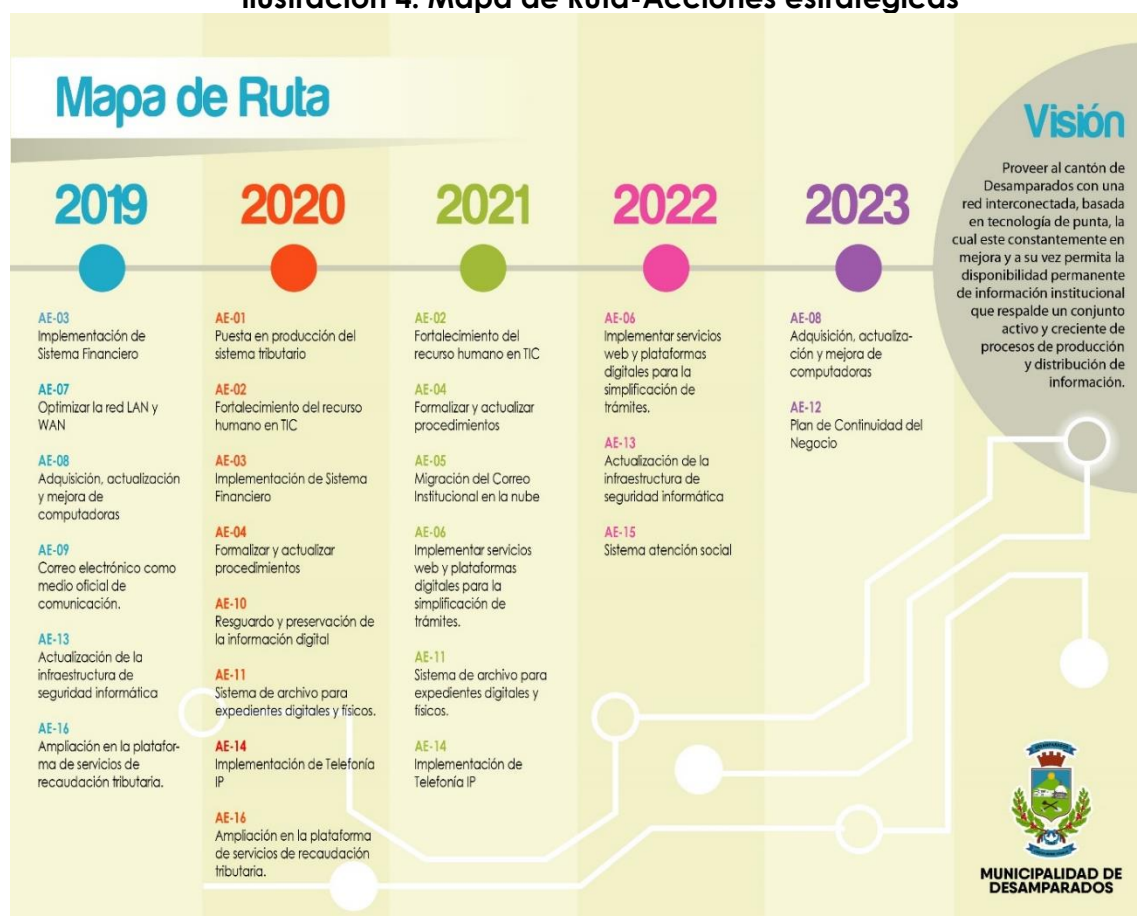 Ilustración 4. Mapa de Ruta-Acciones estratégicas
Mapa de Ruta
2019
AE-03
Implementación de
Sistema Financiero
AE-07
Optimizar la red LAN y
WAN
AE-08
Adquisición, actualización
y mejora de
computadoras
AE-09
Correo electrónico como
medio oficial de
comunicación.
AE-13
Actualización de la
infraestructura de
seguridad informática
AE-16
Ampliación en la platafor-
ma de servicios de
recaudación tributaria.
2020
AE-01
Puesta en producción del
sistema tributario
AE-02
Fortalecimiento del recurso
humano en TIC
AE-03
Implementación de Sistema
Financiero
AE-04
Formalizar y actualizar
procedimientos
AE-10
Resguardo y preservación de
la información digital
AE-11
Sistema de archivo para
expedientes digitales y físicos.
AE-14
Implementación de Telefonía
IP
AE-16
Ampliación en la plataforma
de servicios de recaudación
tributaria.
2021
AE-02
Fortalecimiento del
recurso humano en TIC
AE-04
Formalizar y actualizar
procedimientos
AE-05
Migración del Correo
Institucional en la nube
AE-06
Implementar servicios
web y plataformas
digitales para la
simplificación de
trámites.
AE-11
Sistema de archivo para
expedientes digitales y
físicos.
AE-14
Implementación de
Telefonía IP
2022
AE-06
Implementar servicios
web y plataformas
digitales para la
simplificación de
trámites.
AE-13
Actualización de la
infraestructura de
seguridad informática
AE-15
Sistema atención social
2023
AE-08
Adquisición, actualiza-
ción y mejora de
computadoras
AE-12
Plan de Continuidad del
Negocio
Visión
Proveer al cantón de
Desamparados con una
red interconectada, basada
en tecnología de punta, la
cual este constantemente en
mejora y a su vez permita la
disponibilidad permanente
de información institucional
que respalde un conjunto
activo y creciente de
procesos de producción
y distribución de
información.
MUNICIPALIDAD DE
DESAMPARADOS